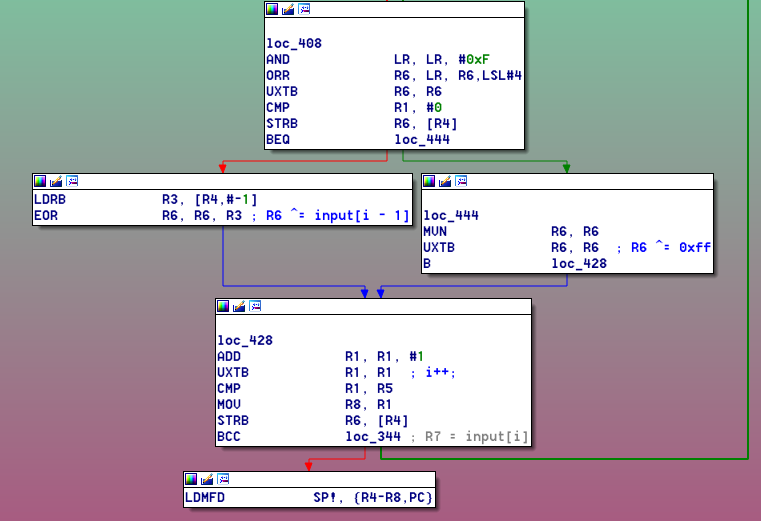 loc_408
AND LR, LR, #0xF
ORR R6, LR, R6,LSL#4
UXTB R6, R6
CMP R1, #0
STRB R6, [R4]
BEQ loc_444
LDRB R3, [R4,#-1]
EOR R6, R6, R3 ; R6 ^= input[i - 1]
loc_444
MVN R6, R6
UXTB R6, R6 ; R6 ^= 0xff
B loc_428
loc_428
ADD R1, R1, #1
UXTB R1, R1 ; i++;
CMP R1, R5
MOV R8, R1
STRB R6, [R4]
BCC loc_344 ; R7 = input[i]
LDMFD SP!, {R4-R8,PC}